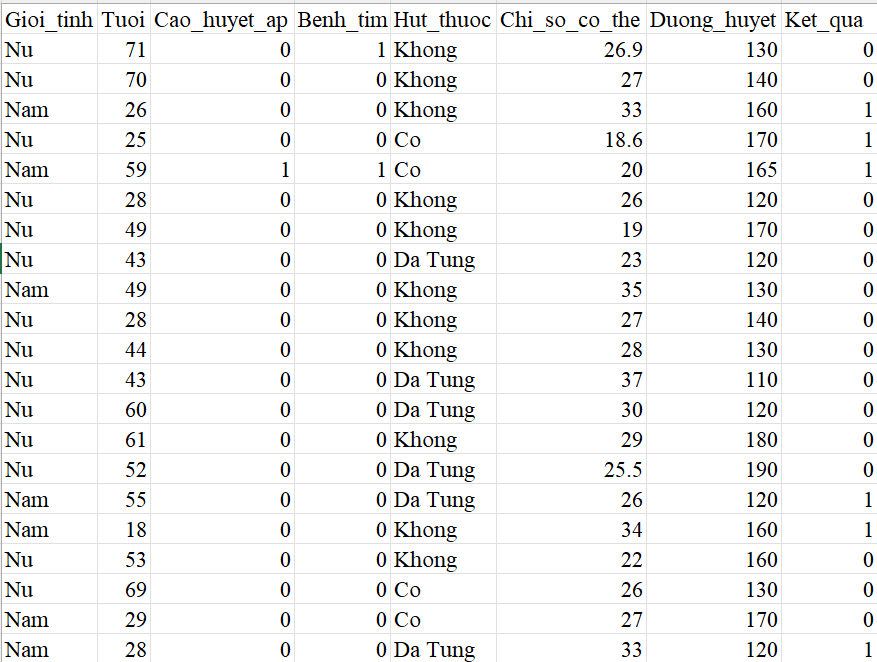 Gioi_tinh Tuoi Cao_huyet_ap Benh_tim Hut_thuoc Chi_so_co_the Duong_huyet Ket_qua
Nu 71 0 1 Khong 26.9 130 0
Nu 70 0 0 Khong 27 140 0
Nam 26 0 0 Khong 33 160 1
Nu 25 0 0 Co 18.6 170 1
Nam 59 1 1 Co 20 165 1
Nu 28 0 0 Khong 26 120 0
Nu 49 0 0 Khong 19 170 0
Nu 43 0 0 Da Tung 23 120 0
Nam 49 0 0 Khong 35 130 0
Nu 28 0 0 Khong 27 140 0
Nu 44 0 0 Khong 28 130 0
Nu 43 0 0 Da Tung 37 110 0
Nu 60 0 0 Da Tung 30 120 0
Nu 61 0 0 Khong 29 180 0
Nu 52 0 0 Da Tung 25.5 190 0
Nam 55 0 0 Da Tung 26 120 1
Nam 18 0 0 Khong 34 160 1
Nu 53 0 0 Khong 22 160 0
Nu 69 0 0 Co 26 130 0
Nam 29 0 0 Co 27 170 0
Nam 28 0 0 Da Tung 33 120 1